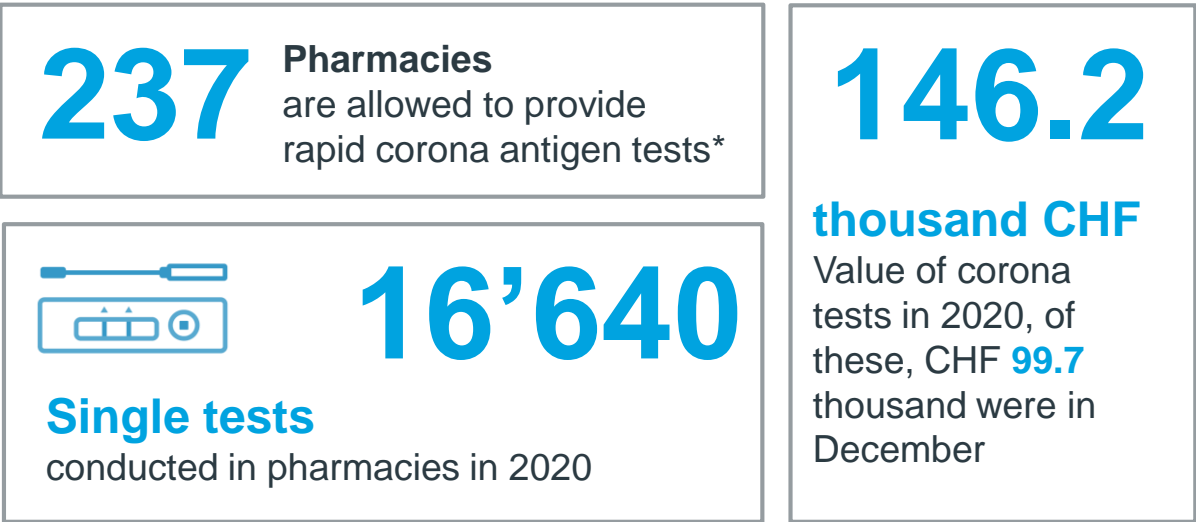 237
Pharmacies
are allowed to provide
rapid corona antigen tests*
16’640
Single tests
conducted in pharmacies in 2020
146.2
thousand CHF
Value of corona
tests in 2020, of
these, CHF 99.7
thousand were in
December